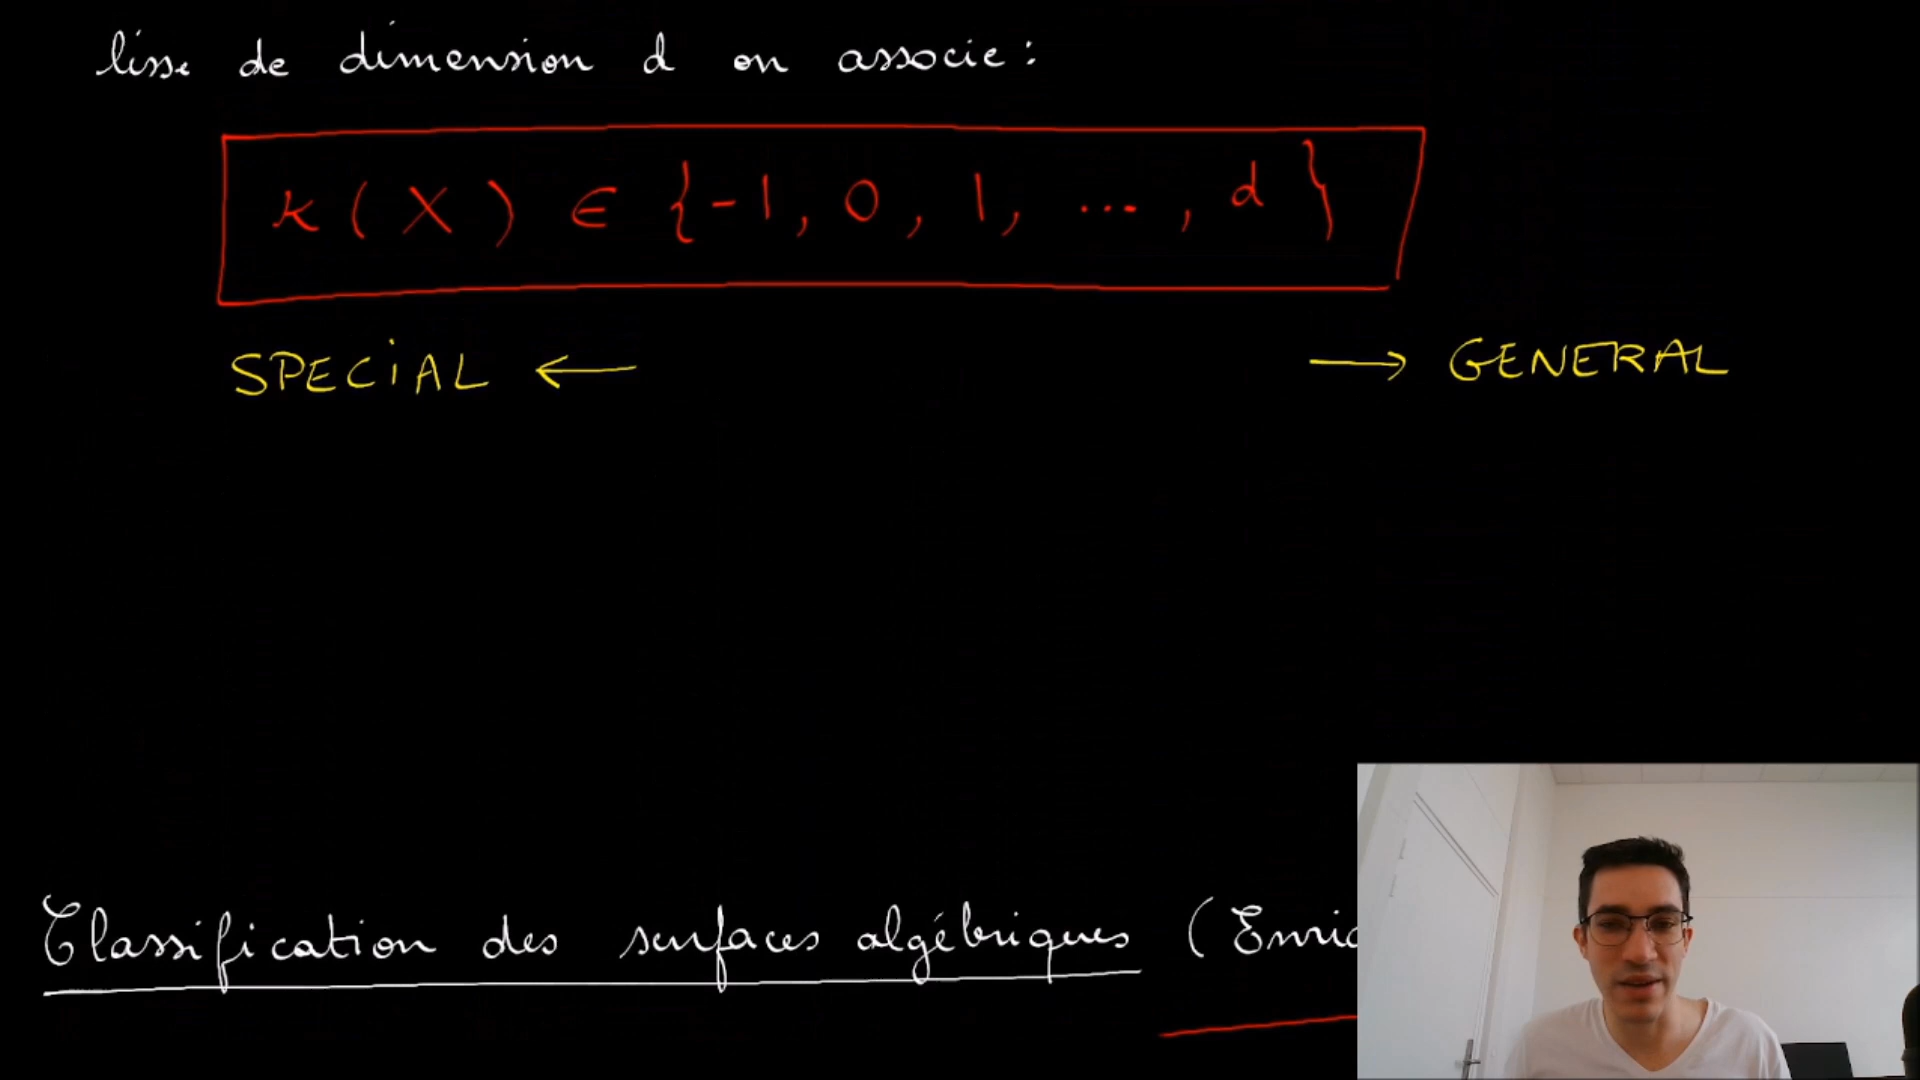 lisse de dimension d on associe :
κ(X) ∈ {-1, 0, 1, ..., d}
SPECiAL ← → GENERAL
Classification des surfaces algébriques (